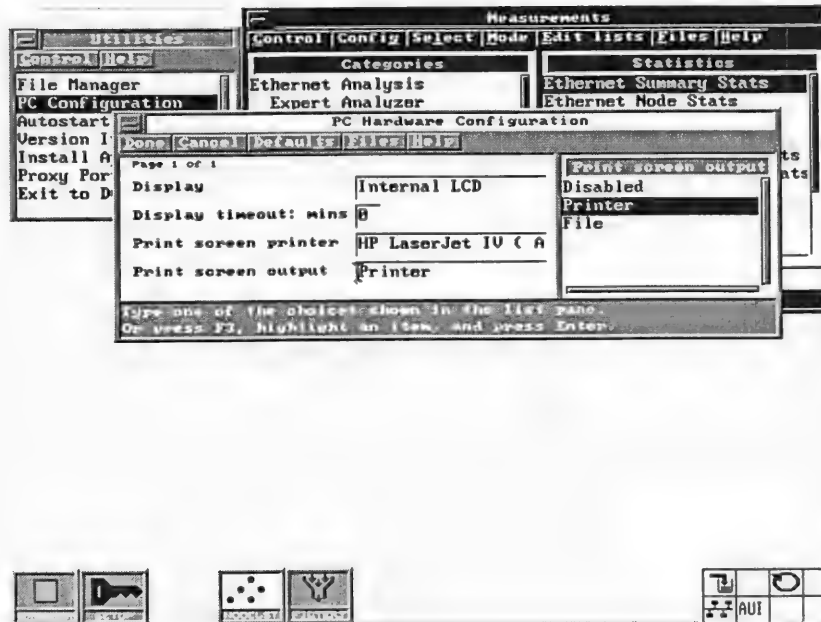 Measurements
Control Config Select Mode Edit lists Files Help
Categories
Statistics
Ethernet Analysis
Expert Analyzer
Ethernet Summary Stats
Ethernet Node Stats
ts
ats
Utilities
Control Help
File Manager
PC Configuration
Autostart
Version I
Install A
Proxy Por
Exit to D
PC Hardware Configuration
Done Cancel Defaults Files Help
Page 1 of 1
Display
Internal LCD
Display timeout: mins
0
Print screen printer
HP LaserJet IV ( A
Print screen output
Printer
Print screen output
Disabled
Printer
File
Type one of the choices shown in the list pane.
Or press F3, highlight an item, and press Enter.
AUI